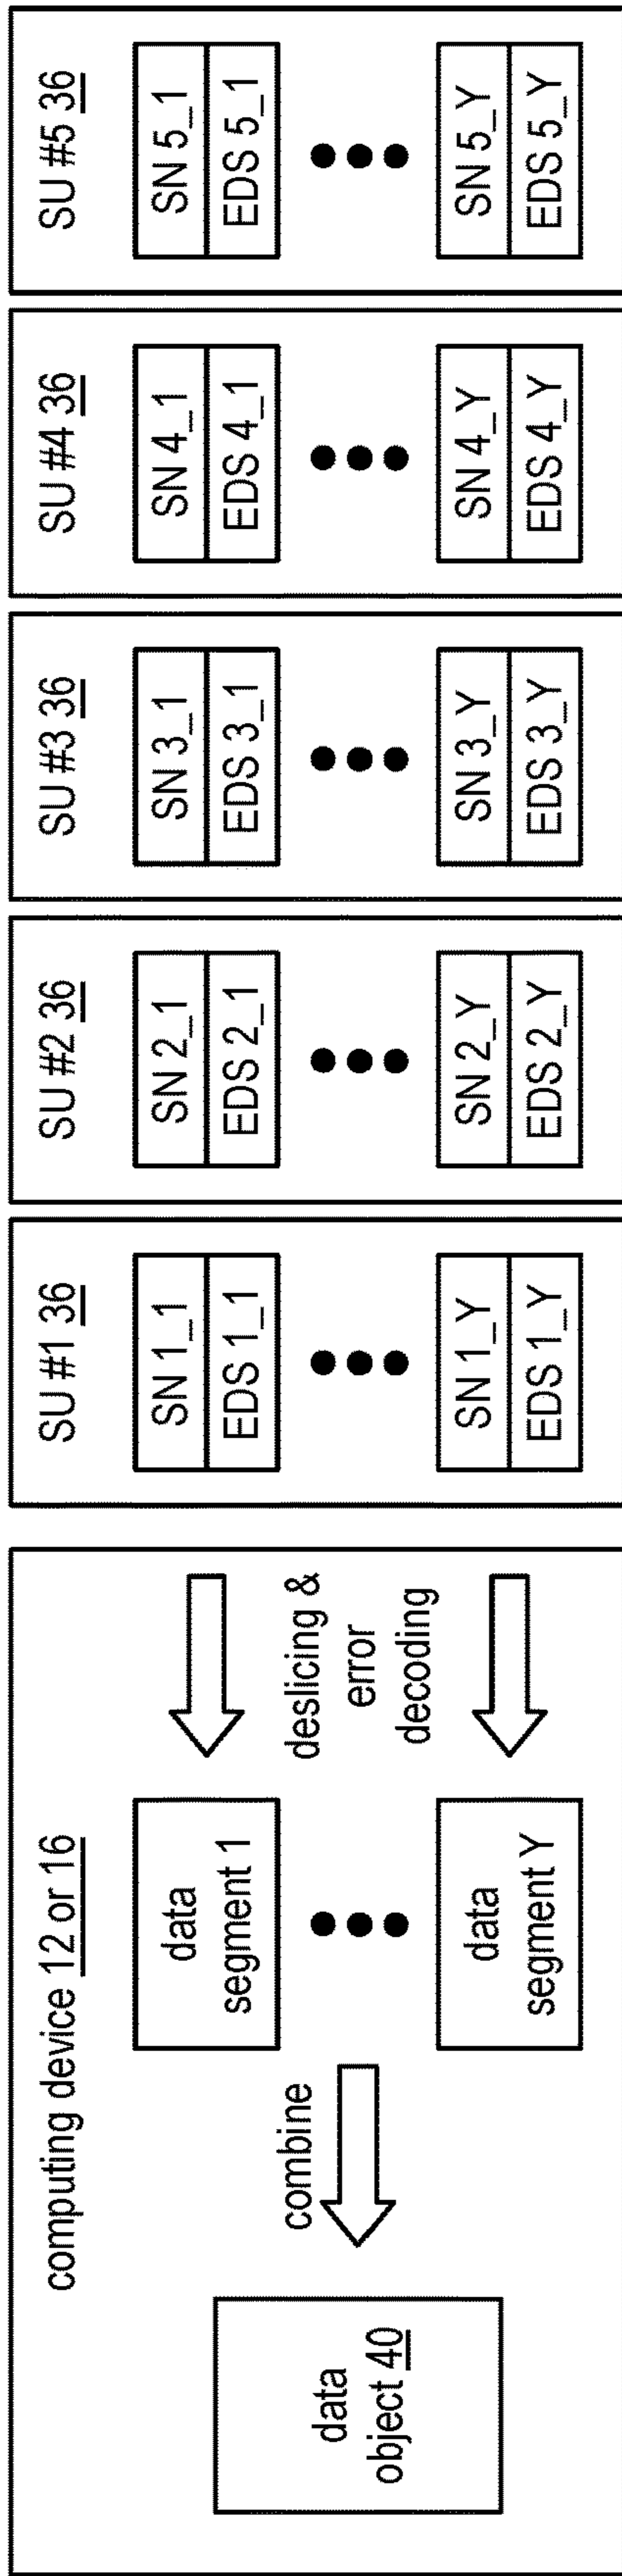 computing device 12 or 16
data
object 40
combine
data
segment 1
data
segment Y
deslicing &
error
decoding
SU #1 36
SN 1_1
EDS 1_1
SN 1_Y
EDS 1_Y
SU #2 36
SN 2_1
EDS 2_1
SN 2_Y
EDS 2_Y
SU #3 36
SN 3_1
EDS 3_1
SN 3_Y
EDS 3_Y
SU #4 36
SN 4_1
EDS 4_1
SN 4_Y
EDS 4_Y
SU #5 36
SN 5_1
EDS 5_1
SN 5_Y
EDS 5_Y